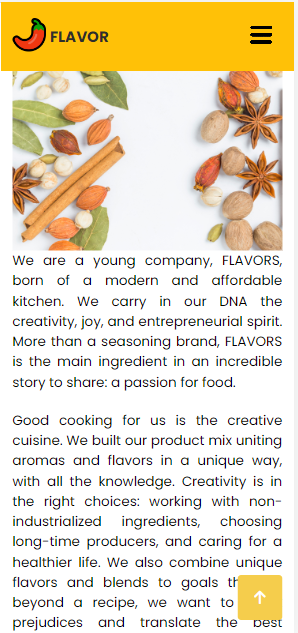 FLAVOR
We are a young company, FLAVORS,
born of a modern and affordable
kitchen. We carry in our DNA the
creativity, joy, and entrepreneurial spirit.
More than a seasoning brand, FLAVORS
is the main ingredient in an incredible
story to share: a passion for food.
Good cooking for us is the creative
cuisine. We built our product mix uniting
aromas and flavors in a unique way,
with all the knowledge. Creativity is in
the right choices: working with non-
industrialized ingredients, choosing
long-time producers, and caring for a
healthier life. We also combine unique
flavors and blends to goals
beyond a recipe, we want to
prejudices and translate the best